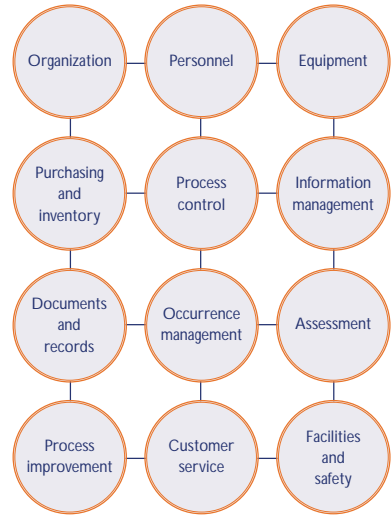 Organization
Personnel
Equipment
Purchasing
and
inventory
Process
control
Information
management
Documents
and
records
Occurrence
management
Assessment
Process
improvement
Customer
service
Facilities
and
safety